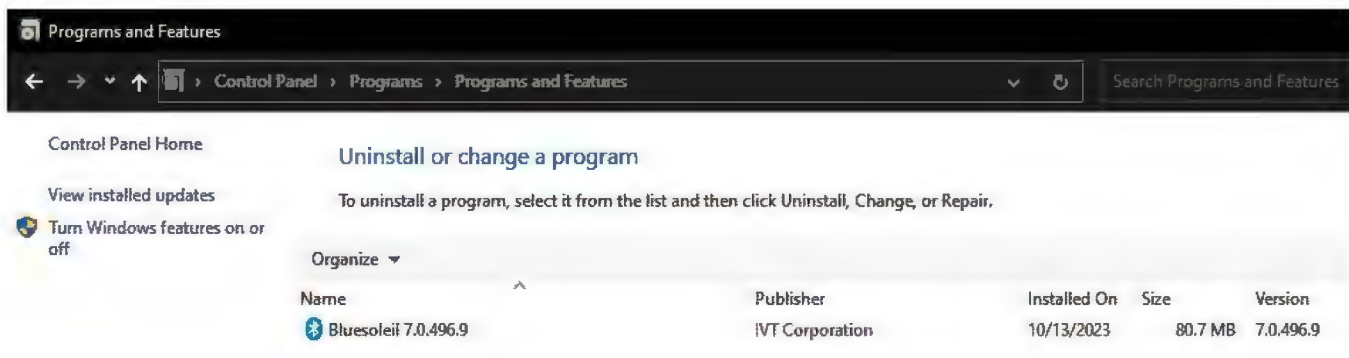 Programs and Features
Control Panel › Programs › Programs and Features
Search Programs and Features
Control Panel Home
Uninstall or change a program
View installed updates
To uninstall a program, select it from the list and then click Uninstall, Change, or Repair.
Turn Windows features on or
off
Organize
Name Publisher Installed On Size Version
Bluesoleil 7.0.496.9 IVT Corporation 10/13/2023 80.7 MB 7.0.496.9